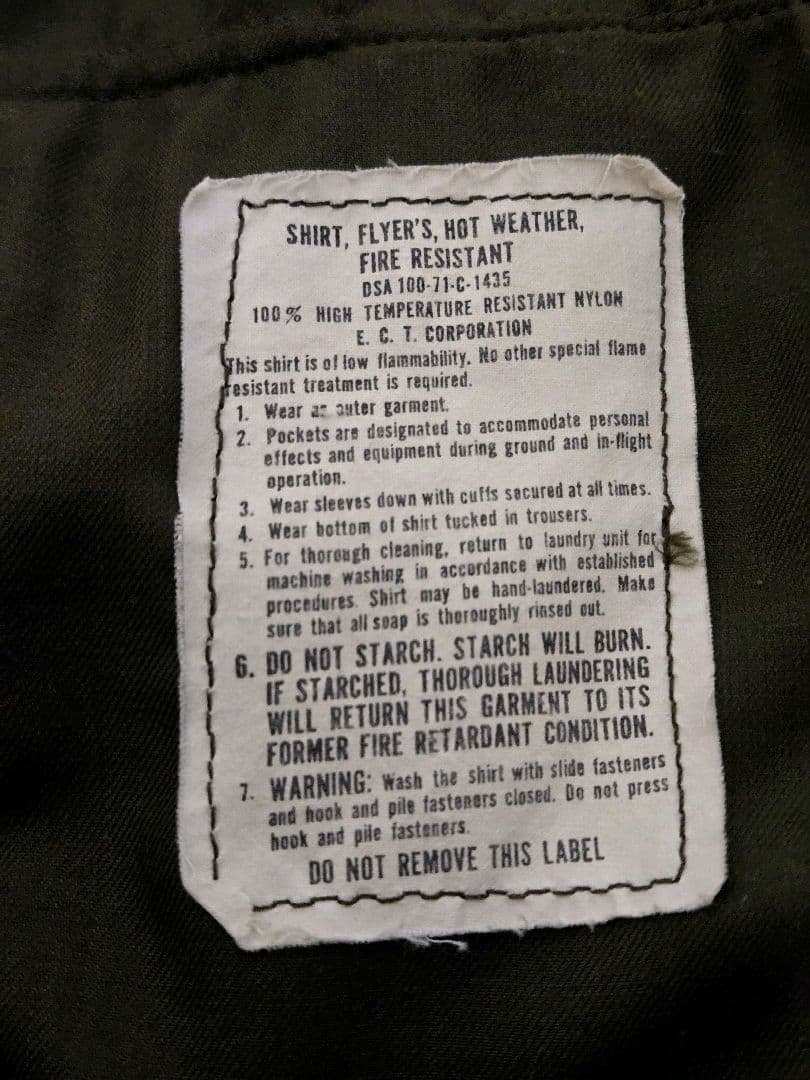 SHIRT, FLYER'S, HOT WEATHER,
FIRE RESISTANT
DSA 100-71-C-1435
100% HIGH TEMPERATURE RESISTANT NYLON
E. C. T. CORPORATION
This shirt is of low flammability. No other special flame
resistant treatment is required.
1. Wear as outer garment.
2. Pockets are designated to accommodate personal
effects and equipment during ground and in-flight
operation.
3. Wear sleeves down with cuffs secured at all times.
4. Wear bottom of shirt tucked in trousers.
5. For thorough cleaning, return to laundry unit for
machine washing in accordance with established
procedures. Shirt may be hand-laundered. Make
sure that all soap is thoroughly rinsed out.
6. DO NOT STARCH. STARCH WILL BURN.
IF STARCHED, THOROUGH LAUNDERING
WILL RETURN THIS GARMENT TO ITS
FORMER FIRE RETARDANT CONDITION.
7. WARNING: Wash the shirt with slide fasteners
and hook and pile fasteners closed. Do not press
hook and pile fasteners.
DO NOT REMOVE THIS LABEL